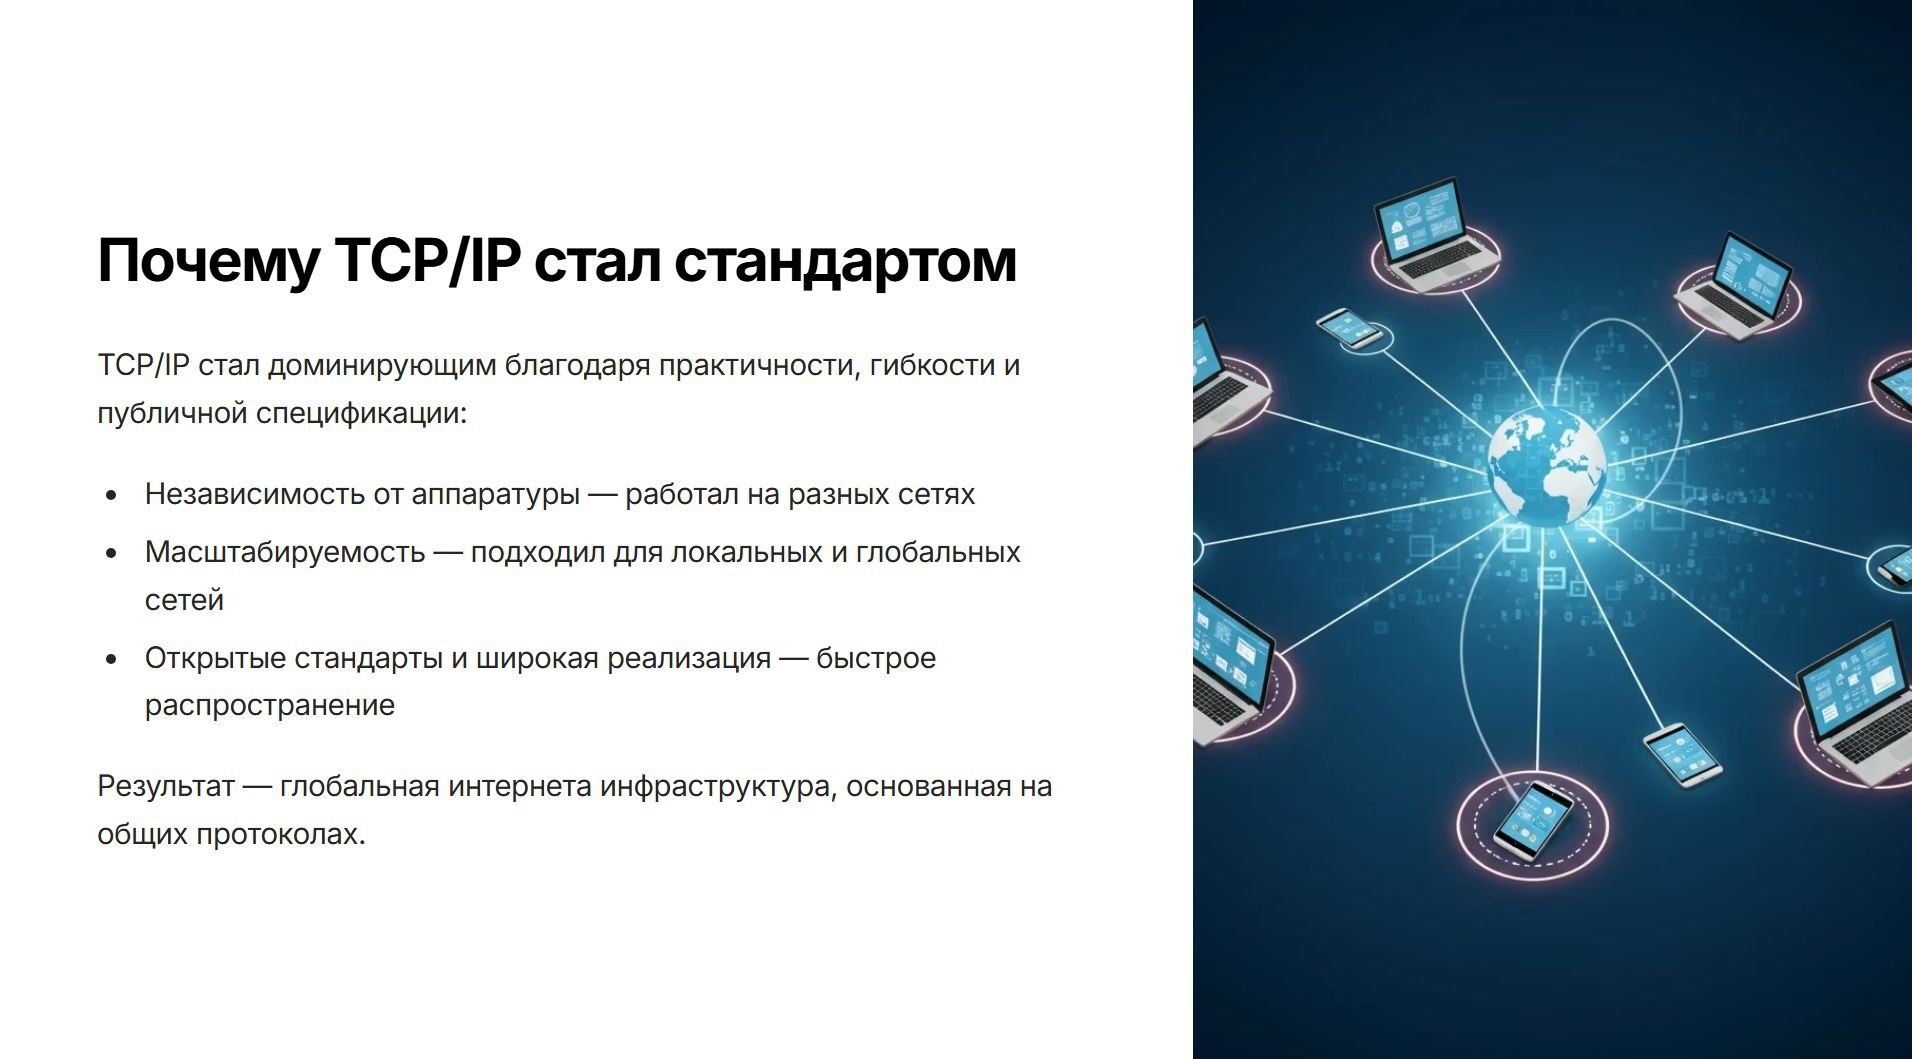 Почему TCP/IP стал стандартом
TCP/IP стал доминирующим благодаря практичности, гибкости и
публичной спецификации:
• Независимость от аппаратуры — работал на разных сетях
• Масштабируемость — подходил для локальных и глобальных
сетей
• Открытые стандарты и широкая реализация — быстрое
распространение
Результат — глобальная интернета инфраструктура, основанная на
общих протоколах.